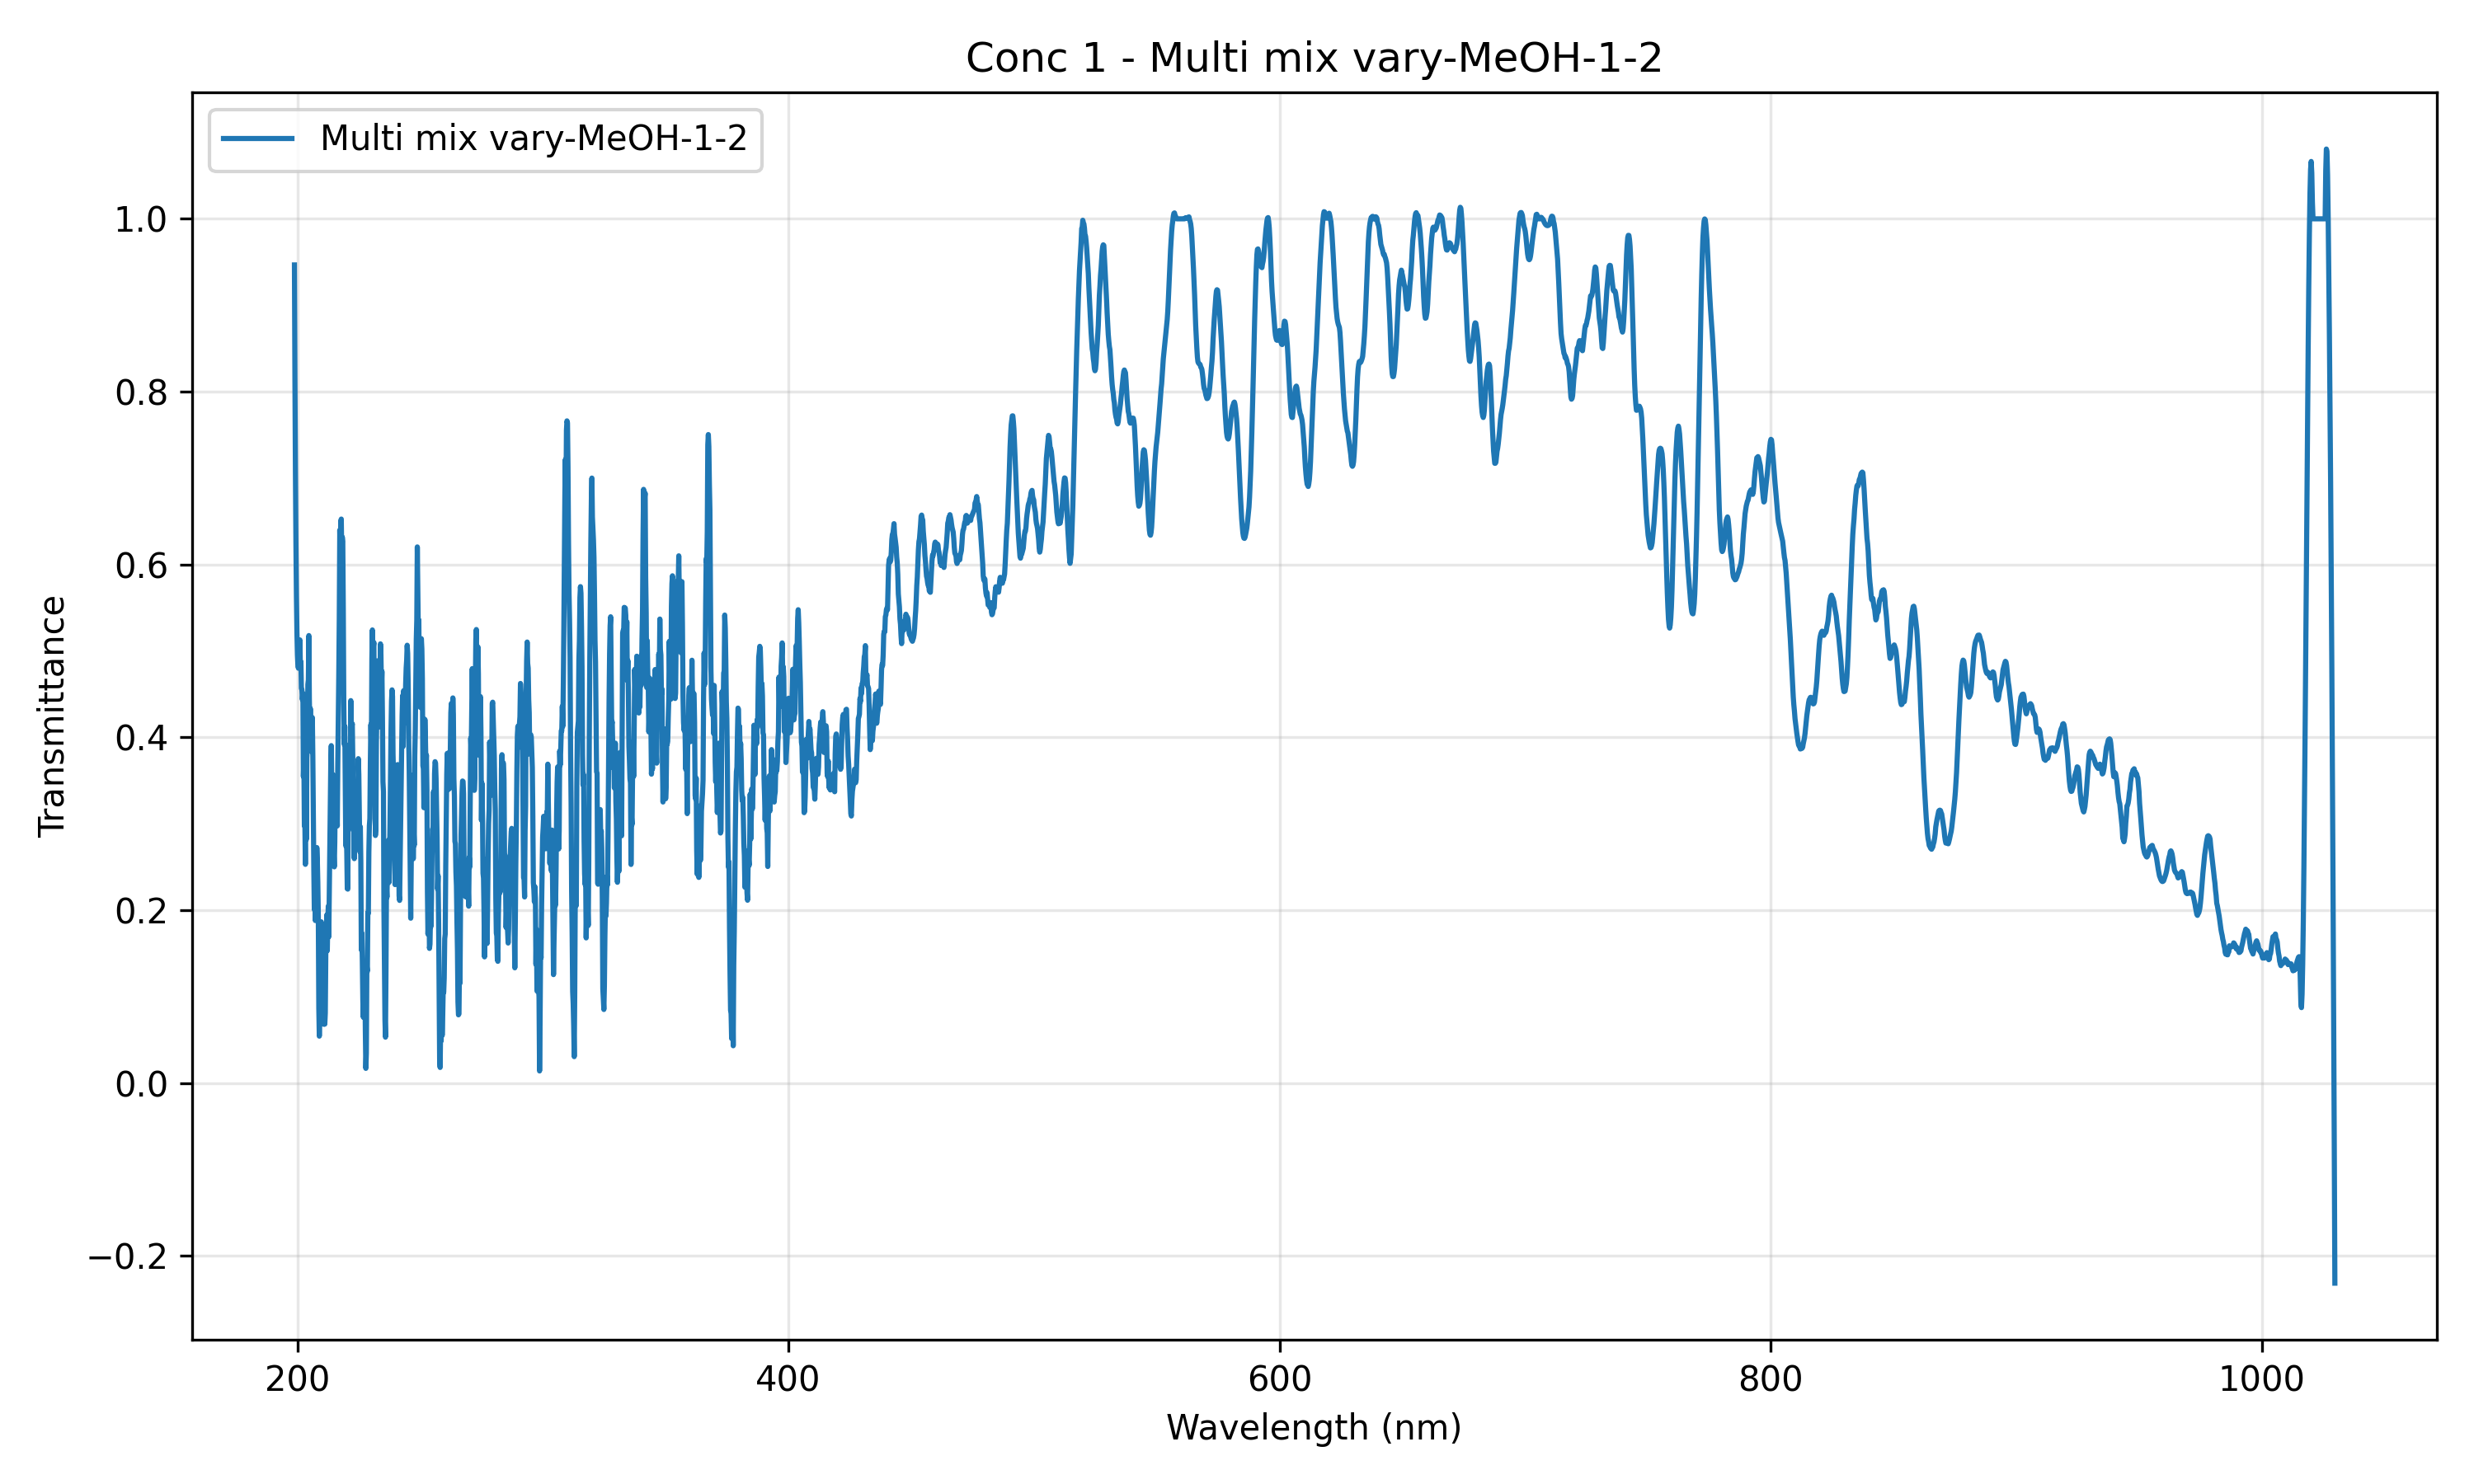 Conc 1 - Multi mix vary-MeOH-1-2
Multi mix vary-MeOH-1-2
Transmittance
1.0
0.8
0.6
0.4
0.2
0.0
−0.2
200 400 600 800 1000
Wavelength (nm)